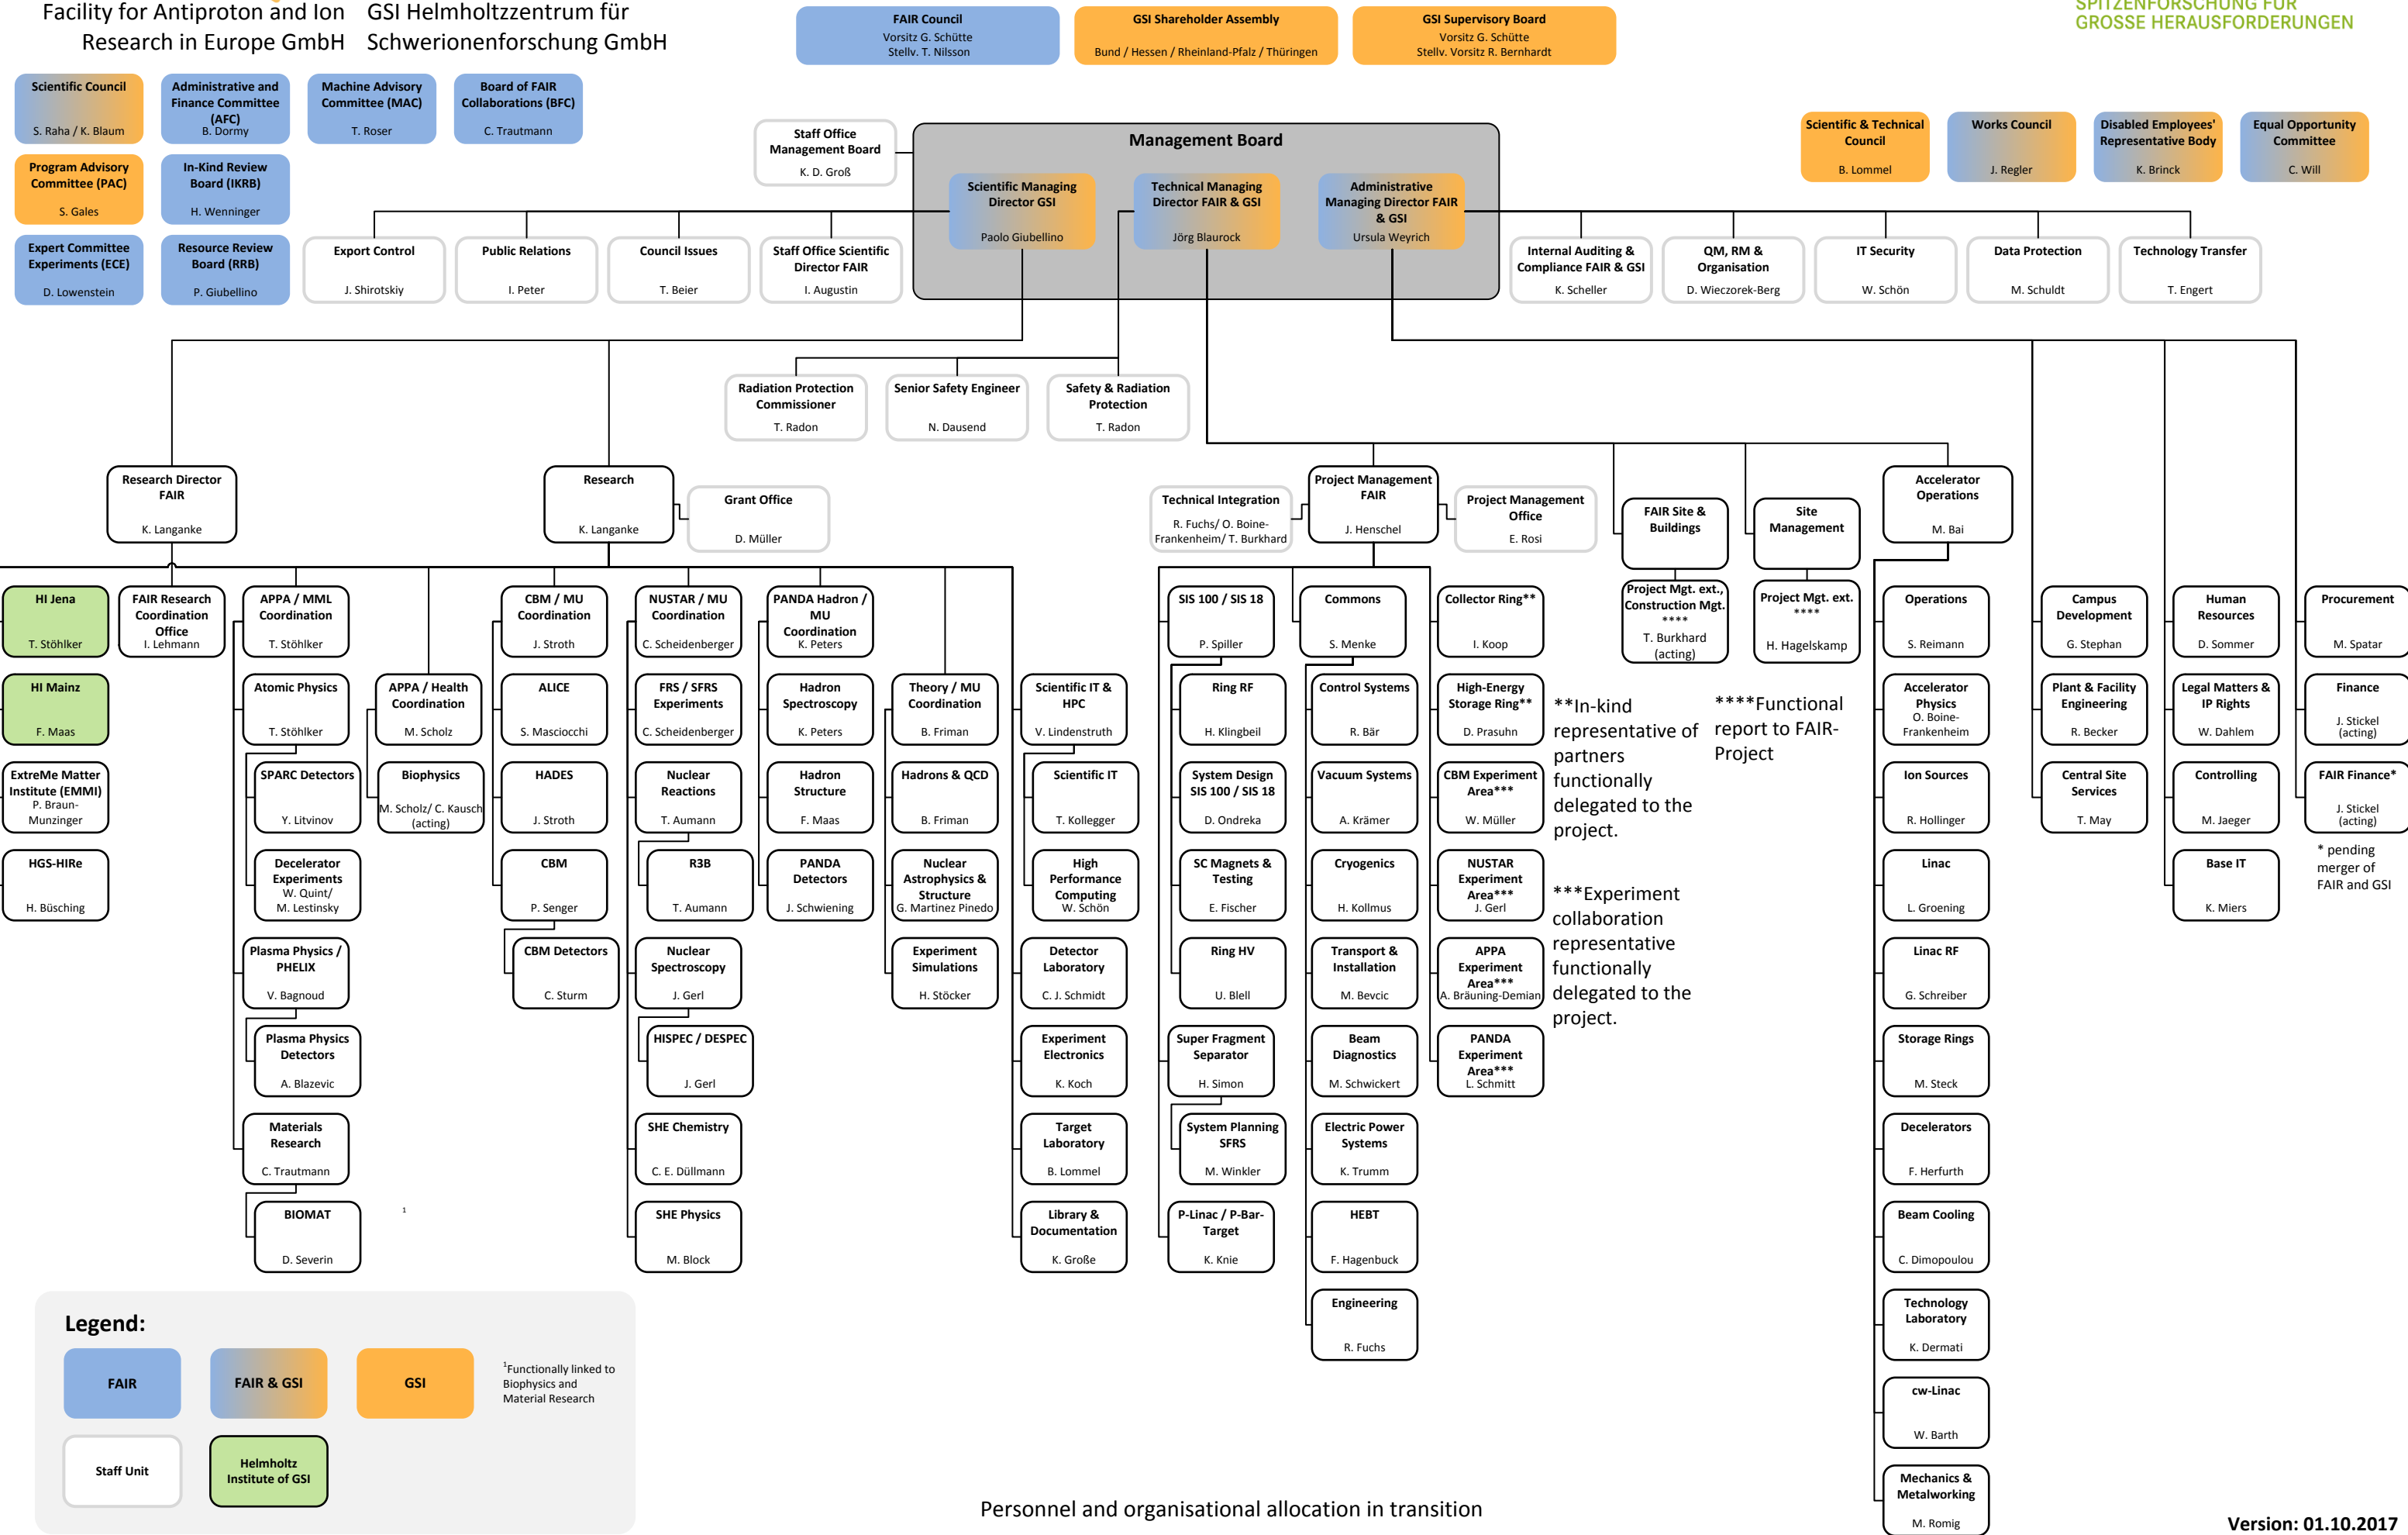 Facility for Antiproton and Ion
Research in Europe GmbH
GSI Helmholtzzentrum für
Schwerionenforschung GmbH
FAIR Council
Vorsitz G. Schütte
Stellv. T. Nilsson
GSI Shareholder Assembly
Bund / Hessen / Rheinland-Pfalz / Thüringen
GSI Supervisory Board
Vorsitz G. Schütte
Stellv. Vorsitz R. Bernhardt
SPITZENFORSCHUNG FÜR
GROSSE HERAUSFORDERUNGEN
Scientific Council
S. Raha / K. Blaum
Administrative and
Finance Committee
(AFC)
B. Dormy
Machine Advisory
Committee (MAC)
T. Roser
Board of FAIR
Collaborations (BFC)
C. Trautmann
Program Advisory
Committee (PAC)
S. Gales
In-Kind Review
Board (IKRB)
H. Wenninger
Expert Committee
Experiments (ECE)
D. Lowenstein
Resource Review
Board (RRB)
P. Giubellino
Staff Office
Management Board
K. D. Groß
Management Board
Scientific Managing
Director GSI
Paolo Giubellino
Technical Managing
Director FAIR & GSI
Jörg Blaurock
Administrative
Managing Director FAIR
& GSI
Ursula Weyrich
Scientific & Technical
Council
B. Lommel
Works Council
J. Regler
Disabled Employees'
Representative Body
K. Brinck
Equal Opportunity
Committee
C. Will
Export Control
J. Shirotskiy
Public Relations
I. Peter
Council Issues
T. Beier
Staff Office Scientific
Director FAIR
I. Augustin
Internal Auditing &
Compliance FAIR & GSI
K. Scheller
QM, RM &
Organisation
D. Wieczorek-Berg
IT Security
W. Schön
Data Protection
M. Schuldt
Technology Transfer
T. Engert
Radiation Protection
Commissioner
T. Radon
Senior Safety Engineer
N. Dausend
Safety & Radiation
Protection
T. Radon
Research Director
FAIR
K. Langanke
Research
K. Langanke
Grant Office
D. Müller
Technical Integration
R. Fuchs/ O. Boine-
Frankenheim/ T. Burkhard
Project Management
FAIR
J. Henschel
Project Management
Office
E. Rosi
FAIR Site &
Buildings
Site
Management
Accelerator
Operations
M. Bai
HI Jena
T. Stöhlker
HI Mainz
F. Maas
ExtreMe Matter
Institute (EMMI)
P. Braun-
Munzinger
HGS-HIRe
H. Büsching
FAIR Research
Coordination
Office
I. Lehmann
APPA / MML
Coordination
T. Stöhlker
Atomic Physics
T. Stöhlker
SPARC Detectors
Y. Litvinov
Decelerator
Experiments
W. Quint/
M. Lestinsky
Plasma Physics /
PHELIX
V. Bagnoud
Plasma Physics
Detectors
A. Blazevic
Materials
Research
C. Trautmann
BIOMAT
D. Severin
1
APPA / Health
Coordination
M. Scholz
Biophysics
M. Scholz/ C. Kausch
(acting)
CBM / MU
Coordination
J. Stroth
ALICE
S. Masciocchi
HADES
J. Stroth
CBM
P. Senger
CBM Detectors
C. Sturm
NUSTAR / MU
Coordination
C. Scheidenberger
FRS / SFRS
Experiments
C. Scheidenberger
Nuclear
Reactions
T. Aumann
R3B
T. Aumann
Nuclear
Spectroscopy
J. Gerl
HISPEC / DESPEC
J. Gerl
SHE Chemistry
C. E. Düllmann
SHE Physics
M. Block
PANDA Hadron /
MU
Coordination
K. Peters
Hadron
Spectroscopy
K. Peters
Hadron
Structure
F. Maas
PANDA
Detectors
J. Schwiening
Theory / MU
Coordination
B. Friman
Hadrons & QCD
B. Friman
Nuclear
Astrophysics &
Structure
G. Martinez Pinedo
Experiment
Simulations
H. Stöcker
Scientific IT &
HPC
V. Lindenstruth
Scientific IT
T. Kollegger
High
Performance
Computing
W. Schön
Detector
Laboratory
C. J. Schmidt
Experiment
Electronics
K. Koch
Target
Laboratory
B. Lommel
Library &
Documentation
K. Große
SIS 100 / SIS 18
P. Spiller
Ring RF
H. Klingbeil
System Design
SIS 100 / SIS 18
D. Ondreka
SC Magnets &
Testing
E. Fischer
Ring HV
U. Blell
Super Fragment
Separator
H. Simon
System Planning
SFRS
M. Winkler
P-Linac / P-Bar-
Target
K. Knie
Commons
S. Menke
Control Systems
R. Bär
Vacuum Systems
A. Krämer
Cryogenics
H. Kollmus
Transport &
Installation
M. Bevcic
Beam
Diagnostics
M. Schwickert
Electric Power
Systems
K. Trumm
HEBT
F. Hagenbuck
Engineering
R. Fuchs
Collector Ring**
I. Koop
High-Energy
Storage Ring**
D. Prasuhn
CBM Experiment
Area***
W. Müller
NUSTAR
Experiment
Area***
J. Gerl
APPA
Experiment
Area***
A. Bräuning-Demian
PANDA
Experiment
Area***
L. Schmitt
Project Mgt. ext.,
Construction Mgt.
****
T. Burkhard
(acting)
Project Mgt. ext.
****
H. Hagelskamp
**In-kind
representative of
partners
functionally
delegated to the
project.
***Experiment
collaboration
representative
functionally
delegated to the
project.
****Functional
report to FAIR-
Project
Operations
S. Reimann
Accelerator
Physics
O. Boine-
Frankenheim
Ion Sources
R. Hollinger
Linac
L. Groening
Linac RF
G. Schreiber
Storage Rings
M. Steck
Decelerators
F. Herfurth
Beam Cooling
C. Dimopoulou
Technology
Laboratory
K. Dermati
cw-Linac
W. Barth
Mechanics &
Metalworking
M. Romig
Campus
Development
G. Stephan
Plant & Facility
Engineering
R. Becker
Central Site
Services
T. May
Human
Resources
D. Sommer
Legal Matters &
IP Rights
W. Dahlem
Controlling
M. Jaeger
Base IT
K. Miers
Procurement
M. Spatar
Finance
J. Stickel
(acting)
FAIR Finance*
J. Stickel
(acting)
* pending
merger of
FAIR and GSI
Legend:
FAIR
FAIR & GSI
GSI
1Functionally linked to
Biophysics and
Material Research
Staff Unit
Helmholtz
Institute of GSI
Personnel and organisational allocation in transition
Version: 01.10.2017